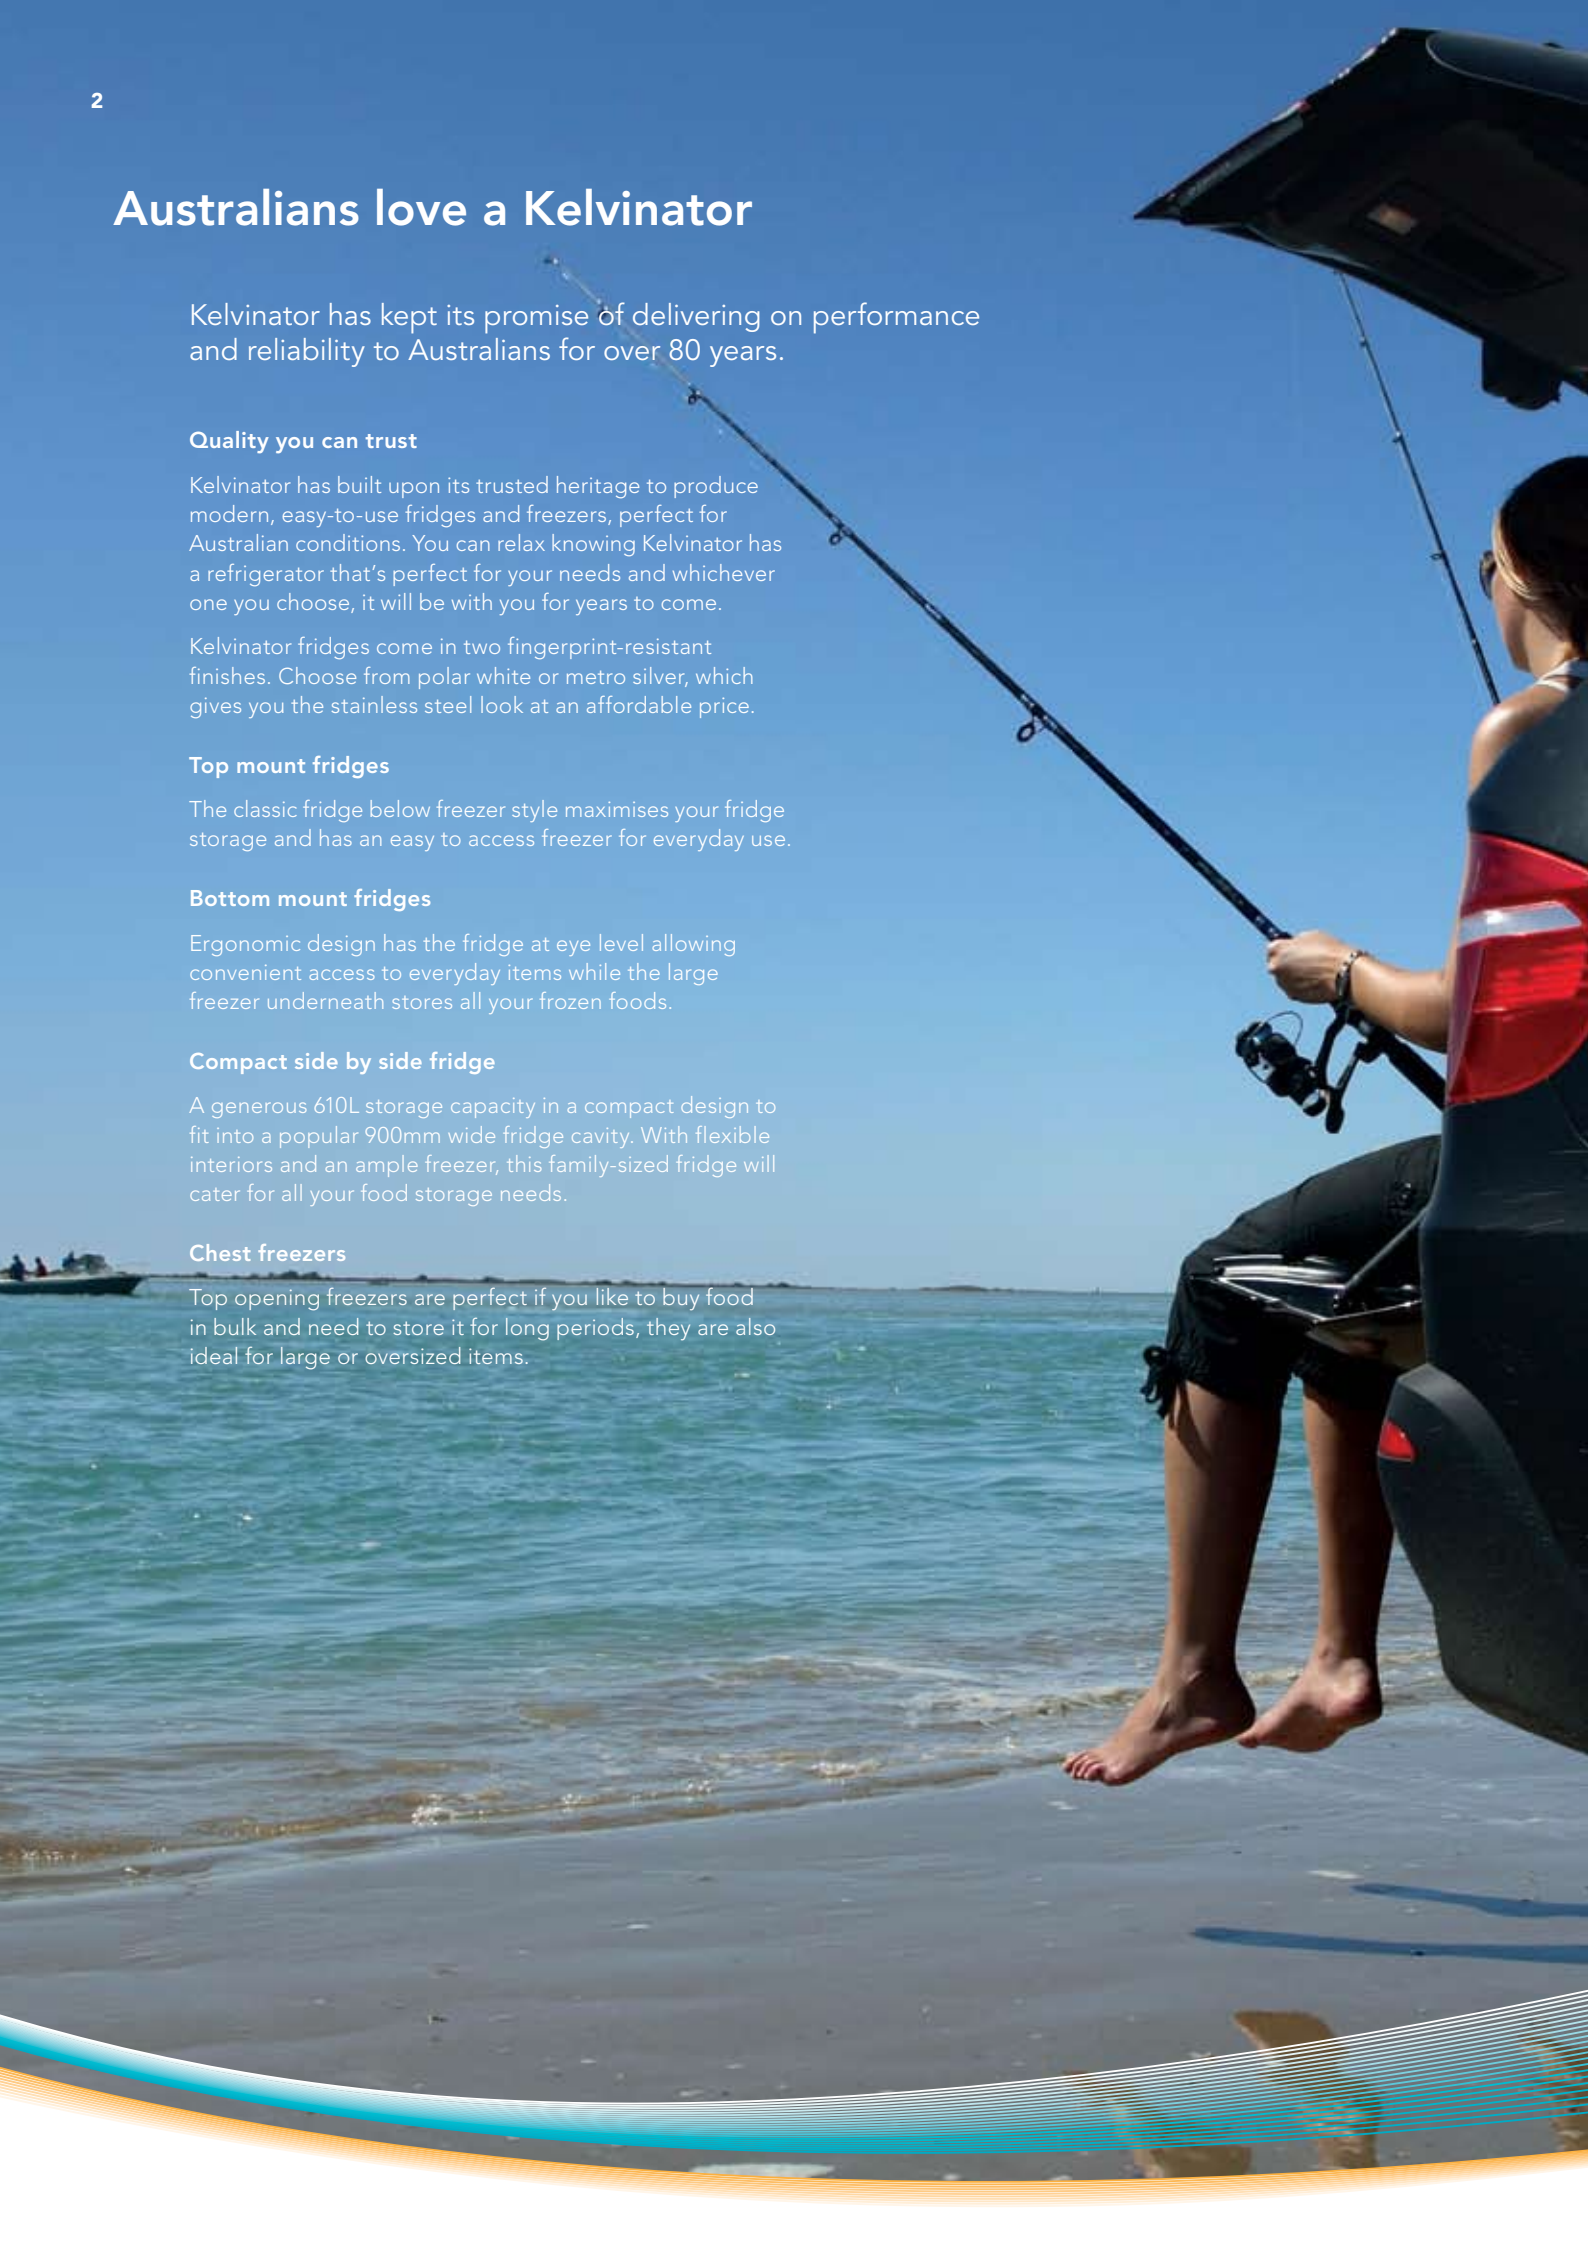 2
Australians love a Kelvinator
Kelvinator has kept its promise of delivering on performance
and reliability to Australians for over 80 years.
Quality you can trust
Kelvinator has built upon its trusted heritage to produce
modern, easy-to-use fridges and freezers, perfect for
Australian conditions. You can relax knowing Kelvinator has
a refrigerator that’s perfect for your needs and whichever
one you choose, it will be with you for years to come.
Kelvinator fridges come in two fingerprint-resistant
finishes. Choose from polar white or metro silver, which
gives you the stainless steel look at an affordable price.
Top mount fridges
The classic fridge below freezer style maximises your fridge
storage and has an easy to access freezer for everyday use.
Bottom mount fridges
Ergonomic design has the fridge at eye level allowing
convenient access to everyday items while the large
freezer underneath stores all your frozen foods.
Compact side by side fridge
A generous 610L storage capacity in a compact design to
fit into a popular 900mm wide fridge cavity. With flexible
interiors and an ample freezer, this family-sized fridge will
cater for all your food storage needs.
Chest freezers
Top opening freezers are perfect if you like to buy food
in bulk and need to store it for long periods, they are also
ideal for large or oversized items.